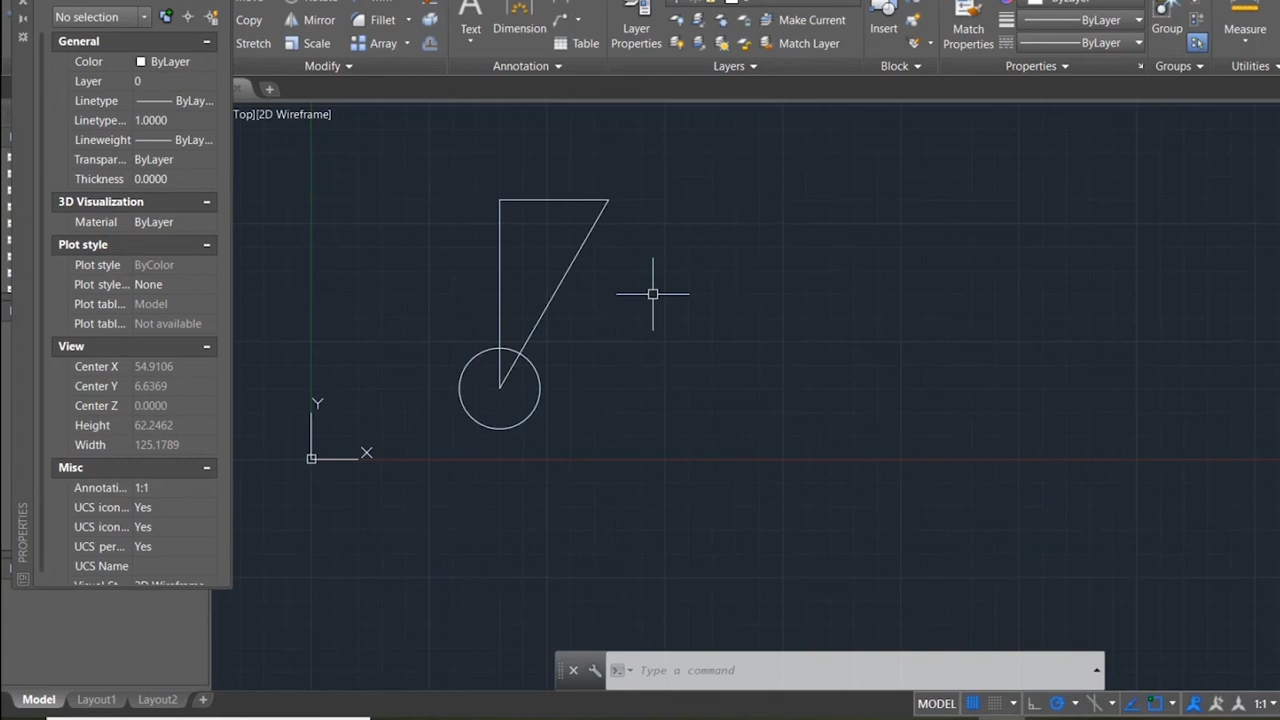 No selection
General
Color ByLayer
Layer 0
Linetype ByLay...
Linetype... 1.0000
Lineweight ByLay...
Transpar... ByLayer
Thickness 0.0000
3D Visualization
Material ByLayer
Plot style
Plot style ByColor
Plot style... None
Plot tabl... Model
Plot tabl... Not available
View
Center X 54.9106
Center Y 6.6369
Center Z 0.0000
Height 62.2462
Width 125.1789
Misc
Annotati... 1:1
UCS icon... Yes
UCS icon... Yes
UCS per... Yes
UCS Name
PROPERTIES
Copy Mirror Fillet
Stretch Scale Array
Modify
Text Dimension
Table
Annotation
Layer
Properties
Make Current
Match Layer
Layers
Insert
Block
Match
Properties
ByLayer
ByLayer
Properties
Group
Groups
Measure
Utilities
Top][2D Wireframe]
Y
X
Type a command
Model Layout1 Layout2 +
MODEL 1:1